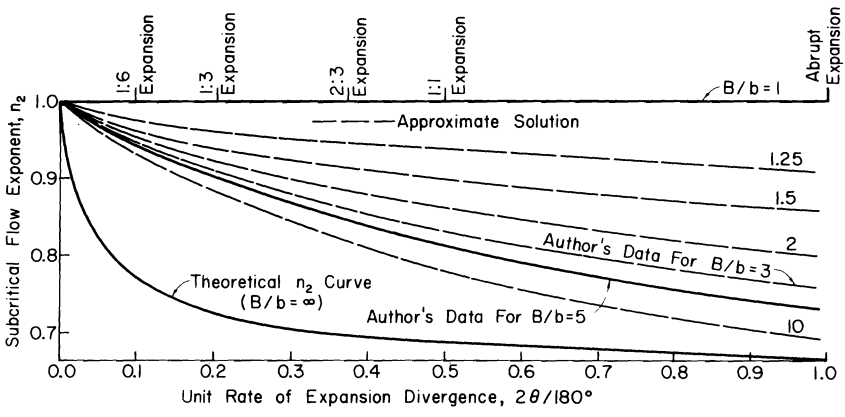 1:6
Expansion
1:3
Expansion
2:3
Expansion
1:1
Expansion
Abrupt
Expansion
B/b=1
Approximate Solution
1.25
1.5
2
Author's Data For B/b=3
Theoretical n₂ Curve
(B/b=∞)
Author's Data For B/b=5
10
Subcritical Flow Exponent, n₂
1.0
0.9
0.8
0.7
0.0 0.1 0.2 0.3 0.4 0.5 0.6 0.7 0.8 0.9 1.0
Unit Rate of Expansion Divergence, 2θ/180°